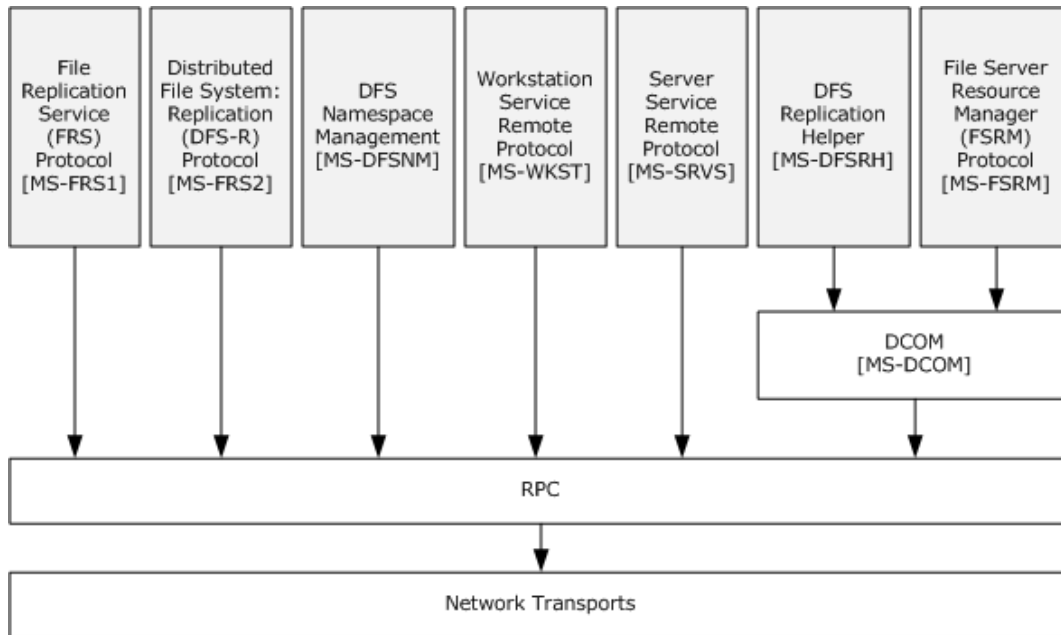 File
Replication
Service
(FRS)
Protocol
[MS-FRS1]
Distributed
File System:
Replication
(DFS-R)
Protocol
[MS-FRS2]
DFS
Namespace
Management
[MS-DFSNM]
Workstation
Service
Remote
Protocol
[MS-WKST]
Server
Service
Remote
Protocol
[MS-SRVS]
DFS
Replication
Helper
[MS-DFSRH]
File Server
Resource
Manager
(FSRM)
Protocol
[MS-FSRM]
DCOM
[MS-DCOM]
RPC
Network Transports